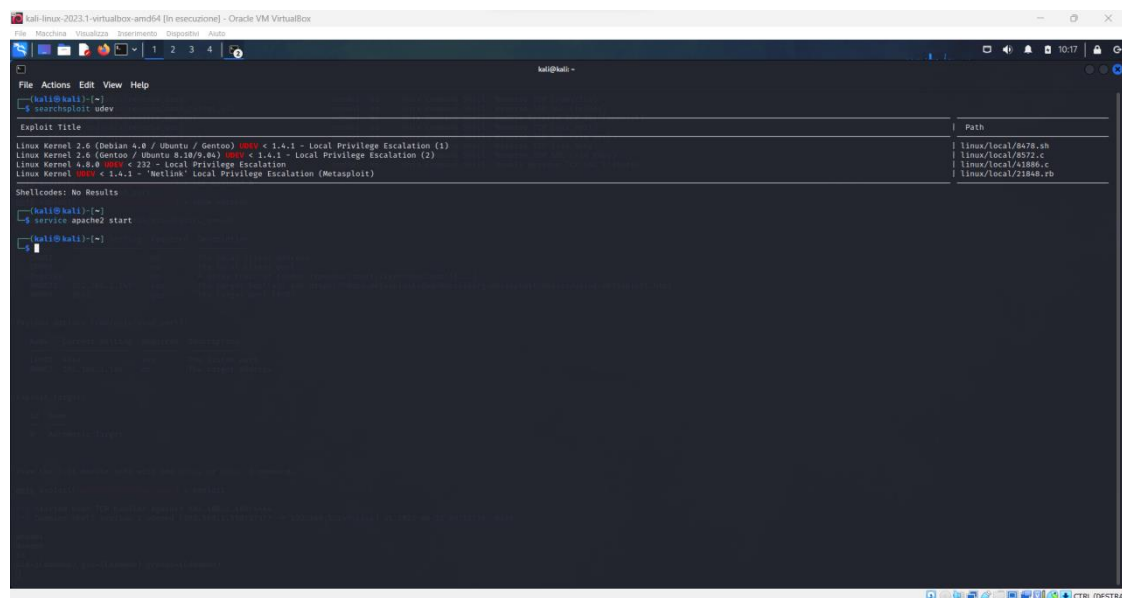 kali-linux-2023.1-virtualbox-amd64 [In esecuzione] - Oracle VM VirtualBox
File Macchina Visualizza Inserimento Dispositivi Aiuto
1 2 3 4 10:17
kali@kali: ~
File Actions Edit View Help
┌──(kali㉿kali)-[~]
└─$ searchsploit udev
Exploit Title | Path
Linux Kernel 2.6 (Debian 4.0 / Ubuntu / Gentoo) UDEV < 1.4.1 - Local Privilege Escalation (1) | linux/local/8478.sh
Linux Kernel 2.6 (Gentoo / Ubuntu 8.10/9.04) UDEV < 1.4.1 - Local Privilege Escalation (2) | linux/local/8572.c
Linux Kernel 4.8.0 UDEV < 232 - Local Privilege Escalation | linux/local/41886.c
Linux Kernel UDEV < 1.4.1 - 'Netlink' Local Privilege Escalation (Metasploit) | linux/local/21848.rb
Shellcodes: No Results
┌──(kali㉿kali)-[~]
└─$ service apache2 start
┌──(kali㉿kali)-[~]
└─$
CTRL (DESTRA